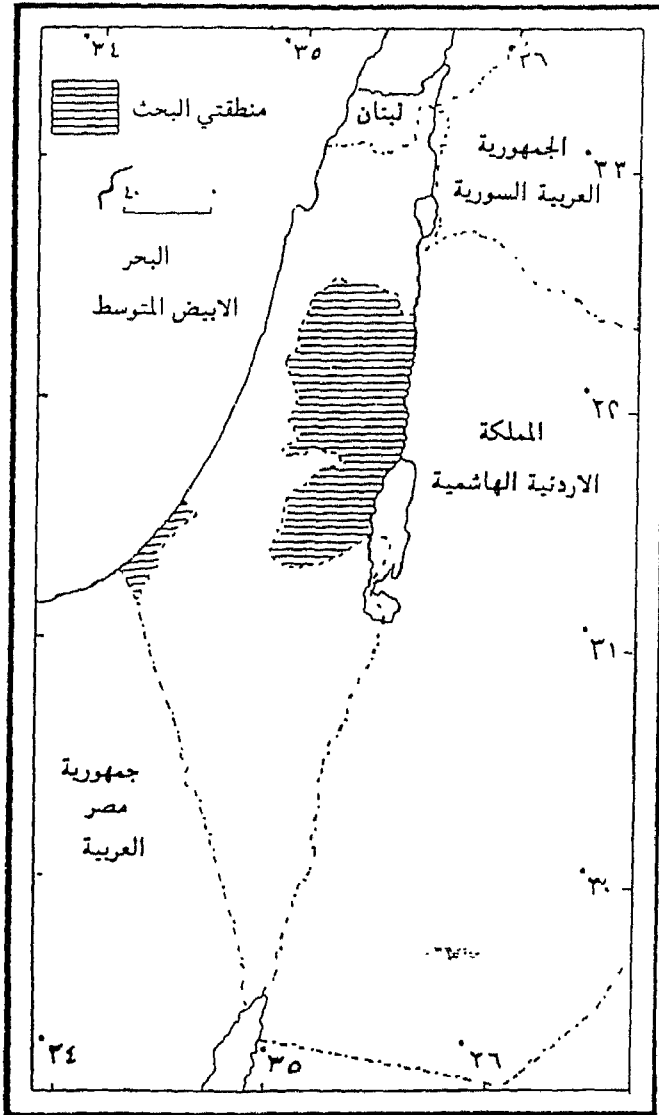 °٣٤ °٣٥ °٣٦
منطقتي البحث
لبنان
الجمهورية
العربية السورية
°٣٣
٤٠ ٠
كم
البحر
الابيض المتوسط
°٣٢
المملكة
الاردنية الهاشمية
°٣١
جمهورية
مصر
العربية
°٣٠
°٣٤ °٣٥ °٣٦